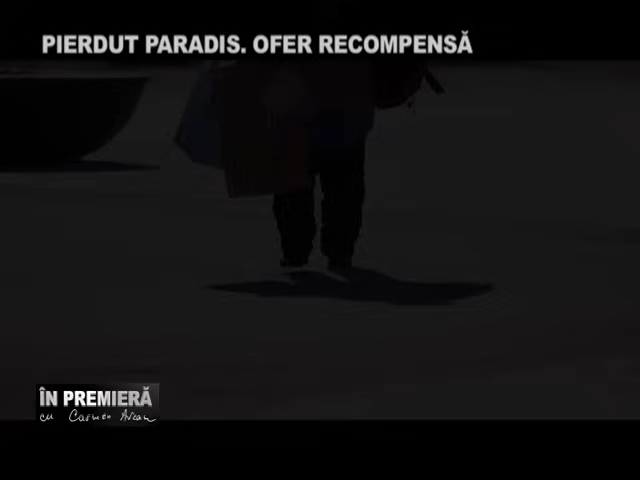 PIERDUT PARADIS. OFER RECOMPENSĂ
ÎN PREMIERĂ
cu Carmen Avram